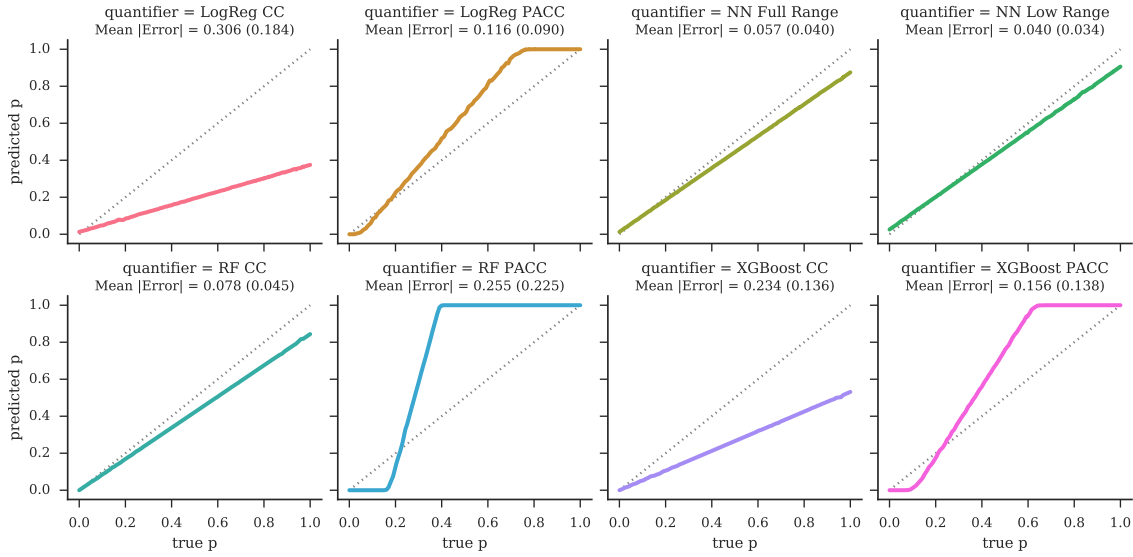 quantifier = LogReg CC
Mean |Error| = 0.306 (0.184)
quantifier = LogReg PACC
Mean |Error| = 0.116 (0.090)
quantifier = NN Full Range
Mean |Error| = 0.057 (0.040)
quantifier = NN Low Range
Mean |Error| = 0.040 (0.034)
1.0
0.8
0.6
0.4
0.2
0.0
predicted p
quantifier = RF CC
Mean |Error| = 0.078 (0.045)
quantifier = RF PACC
Mean |Error| = 0.255 (0.225)
quantifier = XGBoost CC
Mean |Error| = 0.234 (0.136)
quantifier = XGBoost PACC
Mean |Error| = 0.156 (0.138)
1.0
0.8
0.6
0.4
0.2
0.0
predicted p
0.0 0.2 0.4 0.6 0.8 1.0
0.0 0.2 0.4 0.6 0.8 1.0
0.0 0.2 0.4 0.6 0.8 1.0
0.0 0.2 0.4 0.6 0.8 1.0
true p
true p
true p
true p